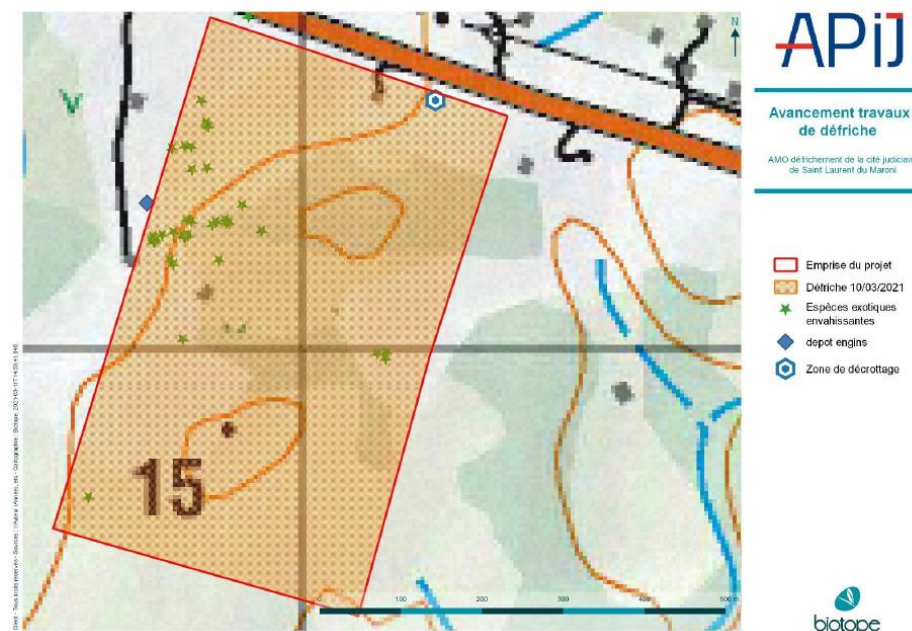 APIJ
Avancement travaux
de défriche
AMO défrichement de la cité judiciaire
de Saint Laurent du Maroni
N
V
15
Emprise du projet
Défriche 10/03/2021
Espèces exotiques
envahissantes
depot engins
Zone de décrottage
0 100 200 300 400 500 m
biotope